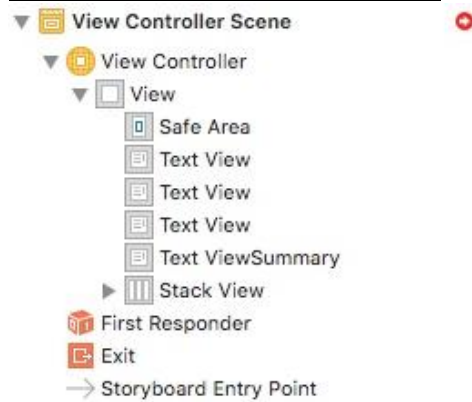 View Controller Scene
View Controller
View
Safe Area
Text View
Text View
Text View
Text ViewSummary
Stack View
First Responder
Exit
Storyboard Entry Point